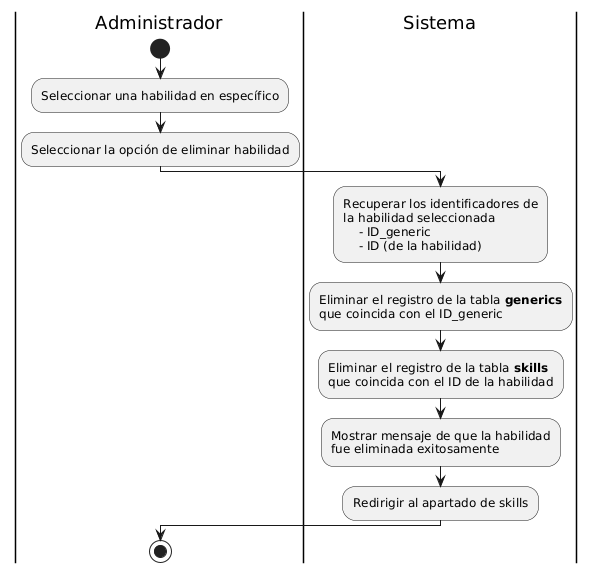 Administrador
Sistema
Seleccionar una habilidad en específico
Seleccionar la opción de eliminar habilidad
Recuperar los identificadores de
la habilidad seleccionada
- ID_generic
- ID (de la habilidad)
Eliminar el registro de la tabla generics
que coincida con el ID_generic
Eliminar el registro de la tabla skills
que coincida con el ID de la habilidad
Mostrar mensaje de que la habilidad
fue eliminada exitosamente
Redirigir al apartado de skills